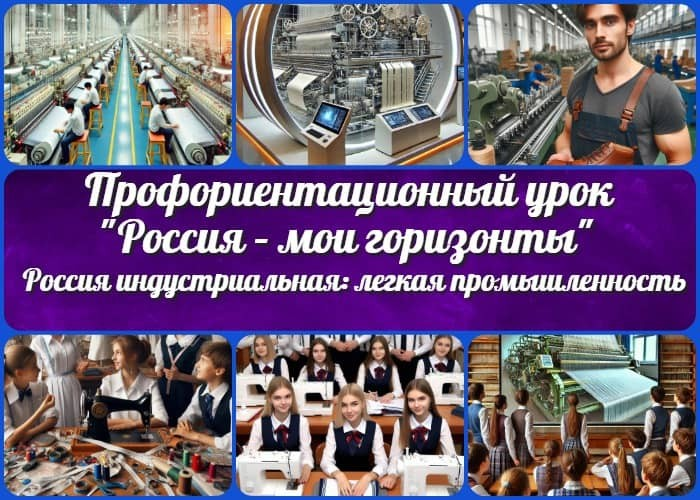 Профориентационный урок
"Россия – мои горизонты"
Россия индустриальная: легкая промышленность